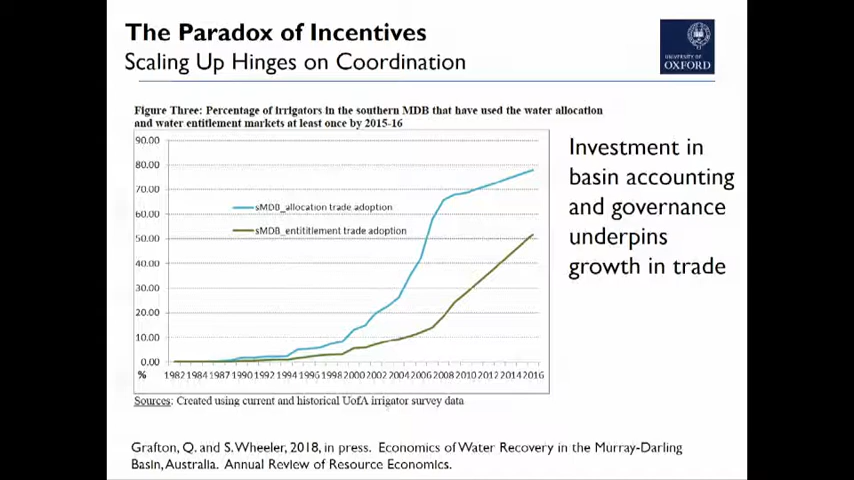 The Paradox of Incentives
Scaling Up Hinges on Coordination
UNIVERSITY OF
OXFORD
Figure Three: Percentage of irrigators in the southern MDB that have used the water allocation
and water entitlement markets at least once by 2015-16
90.00
80.00
70.00
60.00
50.00
40.00
30.00
20.00
10.00
0.00
sMDB_allocation trade adoption
sMDB_entititlement trade adoption
% 1982 1984 1987 1990 1992 1994 1996 1998 2000 2002 2004 2006 2008 2010 2012 2014 2016
Sources: Created using current and historical UofA irrigator survey data
Investment in
basin accounting
and governance
underpins
growth in trade
Grafton, Q. and S. Wheeler, 2018, in press. Economics of Water Recovery in the Murray-Darling
Basin, Australia. Annual Review of Resource Economics.